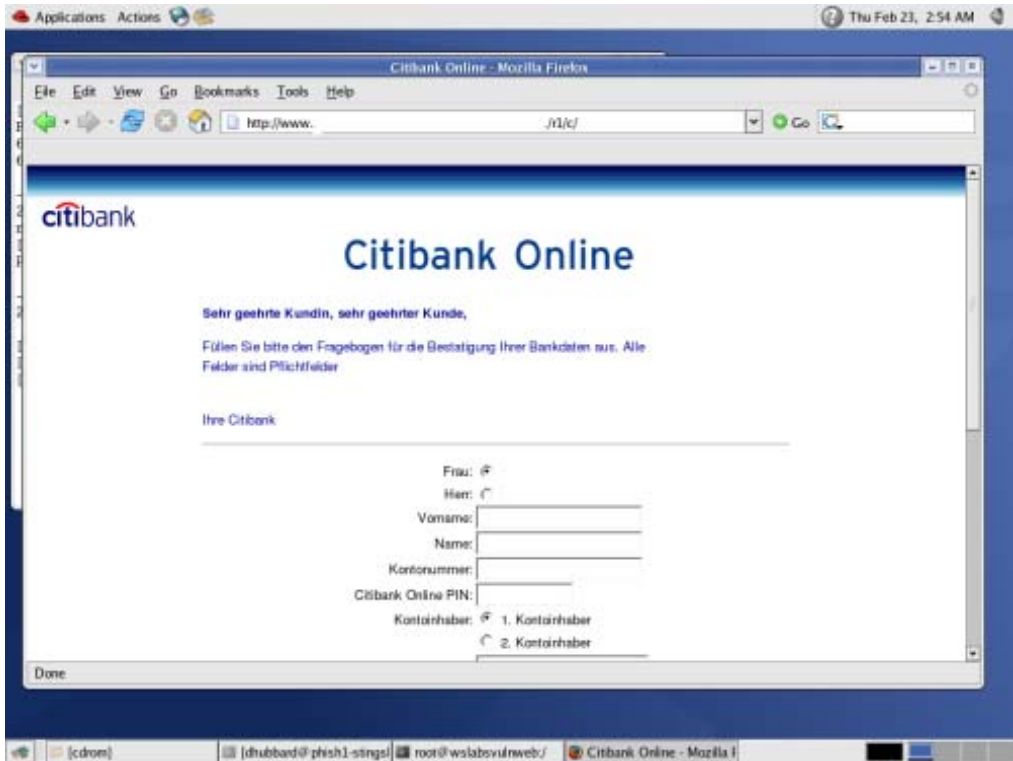 Applications Actions
Thu Feb 23, 2:54 AM
Citibank Online - Mozilla Firefox
File Edit View Go Bookmarks Tools Help
http://www. ./r1/c/ Go
citibank
Citibank Online
Sehr geehrte Kundin, sehr geehrter Kunde,
Füllen Sie bitte den Fragebogen für die Bestatigung Ihrer Bankdaten aus. Alle
Felder sind Pflichtfelder
Ihre Citibank
Frau:
Herr:
Vorname:
Name:
Kontonummer:
Citibank Online PIN:
Kontoinhaber: 1. Kontoinhaber
2. Kontoinhaber
Done
[cdrom] [dhubbard@phish1-stingsl root@wslabsvulnweb:/ Citibank Online - Mozilla F